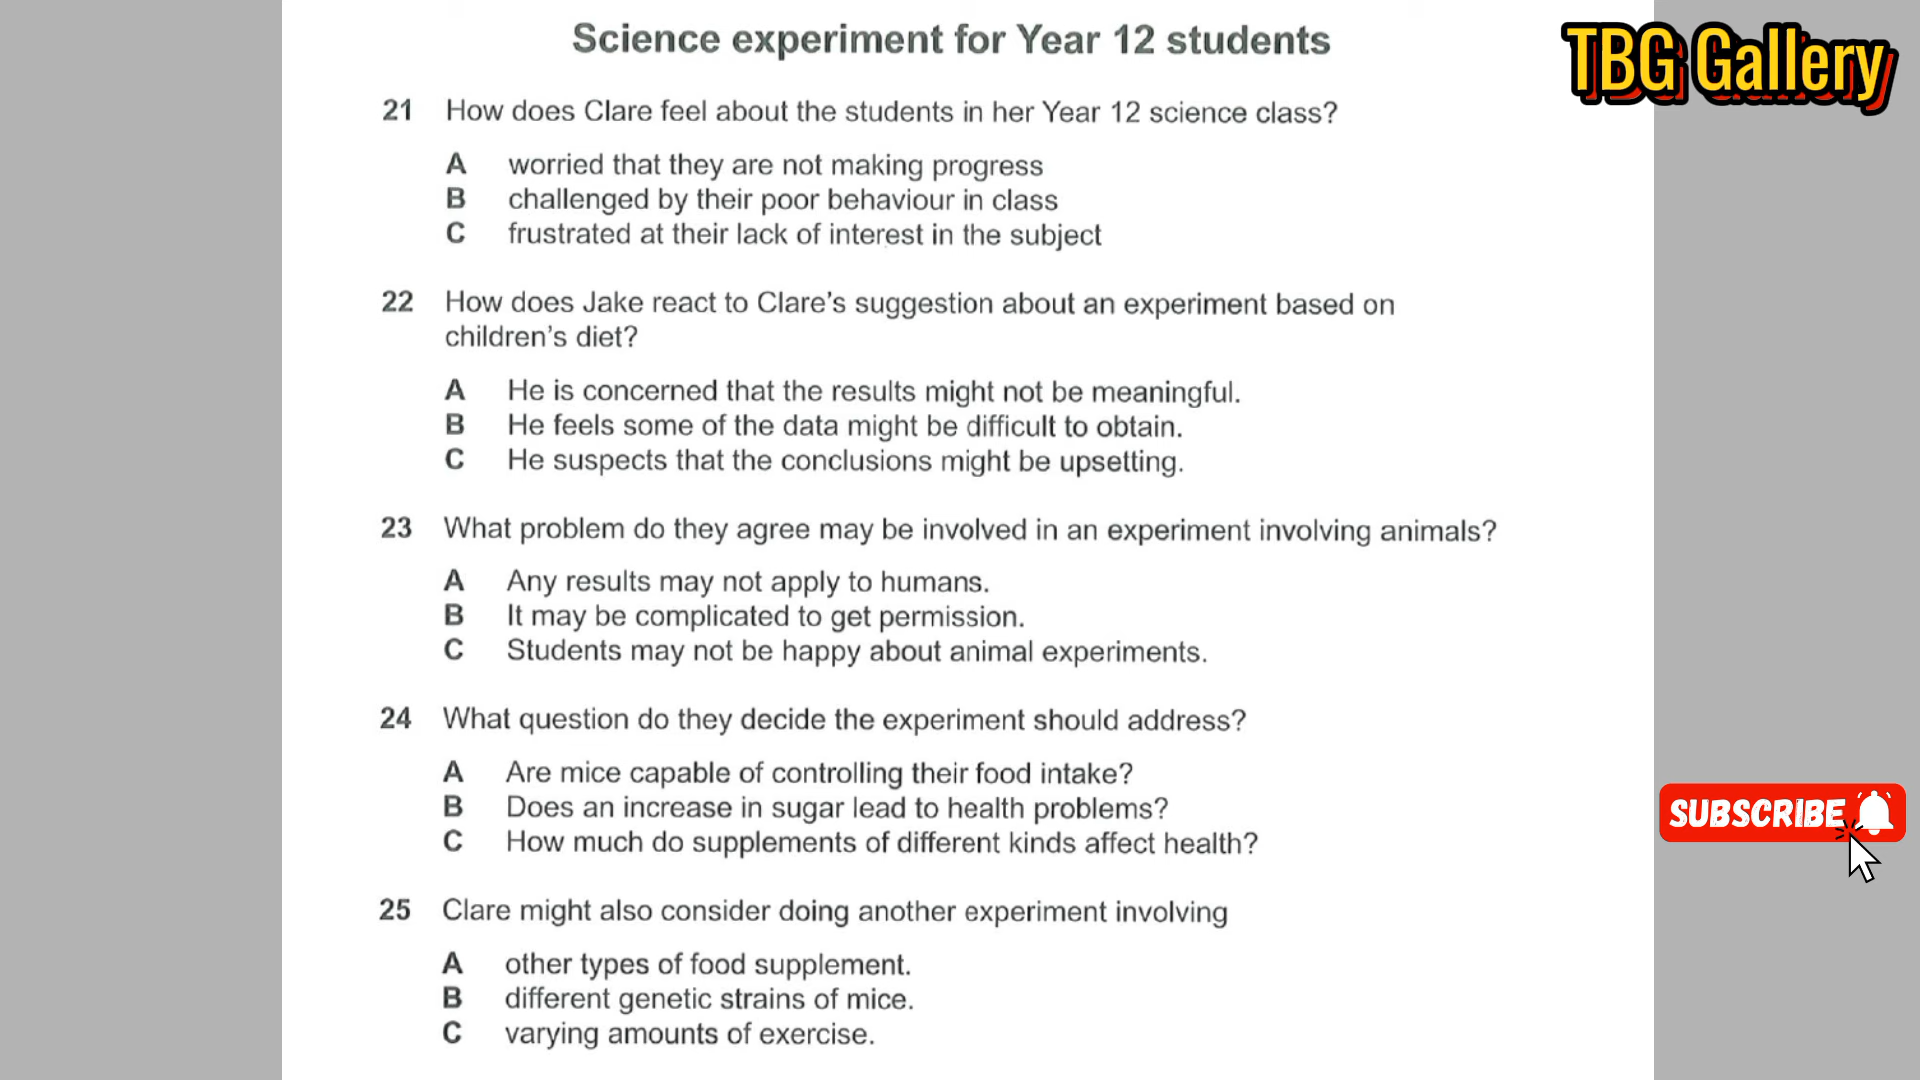 Science experiment for Year 12 students
TBG Gallery
21 How does Clare feel about the students in her Year 12 science class?
A worried that they are not making progress
B challenged by their poor behaviour in class
C frustrated at their lack of interest in the subject
22 How does Jake react to Clare's suggestion about an experiment based on
children's diet?
A He is concerned that the results might not be meaningful.
B He feels some of the data might be difficult to obtain.
C He suspects that the conclusions might be upsetting.
23 What problem do they agree may be involved in an experiment involving animals?
A Any results may not apply to humans.
B It may be complicated to get permission.
C Students may not be happy about animal experiments.
24 What question do they decide the experiment should address?
A Are mice capable of controlling their food intake?
B Does an increase in sugar lead to health problems?
C How much do supplements of different kinds affect health?
SUBSCRIBE
25 Clare might also consider doing another experiment involving
A other types of food supplement.
B different genetic strains of mice.
C varying amounts of exercise.